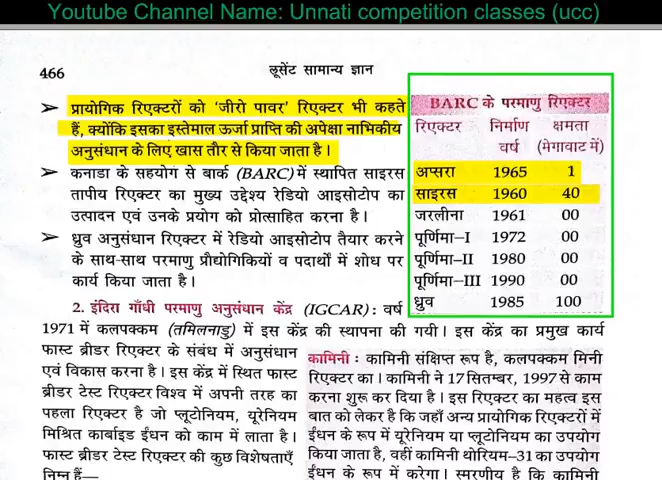 Youtube Channel Name: Unnati competition classes (ucc)
466
लूसेंट सामान्य ज्ञान
➤ प्रायोगिक रिएक्टरों को 'जीरो पावर' रिएक्टर भी कहते
हैं, क्योंकि इसका इस्तेमाल ऊर्जा प्राप्ति की अपेक्षा नाभिकीय
अनुसंधान के लिए खास तौर से किया जाता है।
➤ कनाडा के सहयोग से बार्क (BARC) में स्थापित साइरस
तापीय रिएक्टर का मुख्य उद्देश्य रेडियो आइसोटोप का
उत्पादन एवं उनके प्रयोग को प्रोत्साहित करना है।
➤ ध्रुव अनुसंधान रिएक्टर में रेडियो आइसोटोप तैयार करने
के साथ-साथ परमाणु प्रौद्योगिकियों व पदार्थों में शोध पर
कार्य किया जाता है।
BARC के परमाणु रिएक्टर
रिएक्टर निर्माण क्षमता
वर्ष (मेगावाट में)
अप्सरा 1965 1
साइरस 1960 40
जरलीना 1961 00
पूर्णिमा–I 1972 00
पूर्णिमा–II 1980 00
पूर्णिमा–III 1990 00
ध्रुव 1985 100
2. इंदिरा गाँधी परमाणु अनुसंधान केंद्र (IGCAR) : वर्ष
1971 में कलपक्कम (तमिलनाडु) में इस केंद्र की स्थापना की गयी। इस केंद्र का प्रमुख कार्य
फास्ट ब्रीडर रिएक्टर के संबंध में अनुसंधान
एवं विकास करना है। इस केंद्र में स्थित फास्ट
ब्रीडर टेस्ट रिएक्टर विश्व में अपनी तरह का
पहला रिएक्टर है जो प्लूटोनियम, यूरेनियम
मिश्रित कार्बाइड ईंधन को काम में लाता है।
फास्ट ब्रीडर टेस्ट रिएक्टर की कुछ विशेषताएँ
निम्न हैं—
कामिनी : कामिनी संक्षिप्त रूप है, कलपक्कम मिनी
रिएक्टर का। कामिनी ने 17 सितम्बर, 1997 से काम
करना शुरू कर दिया है। इस रिएक्टर का महत्व इस
बात को लेकर है कि जहाँ अन्य प्रायोगिक रिएक्टरों में
ईंधन के रूप में यूरेनियम या प्लूटोनियम का उपयोग
किया जाता है, वहीं कामिनी थोरियम–31 का उपयोग
ईंधन के रूप में करेगा। स्मरणीय है कि कामिनी